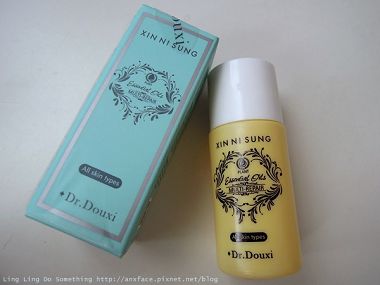 XIN NI SUNG
Essential Oils
MULTI-REPAIR
All skin types
Dr.Douxi
XIN NI SUNG
PLANT
Essential Oils
MULTI-REPAIR
All skin types
Dr.Douxi
Ling Ling Do Something http://anxface.pixnet.net/blog